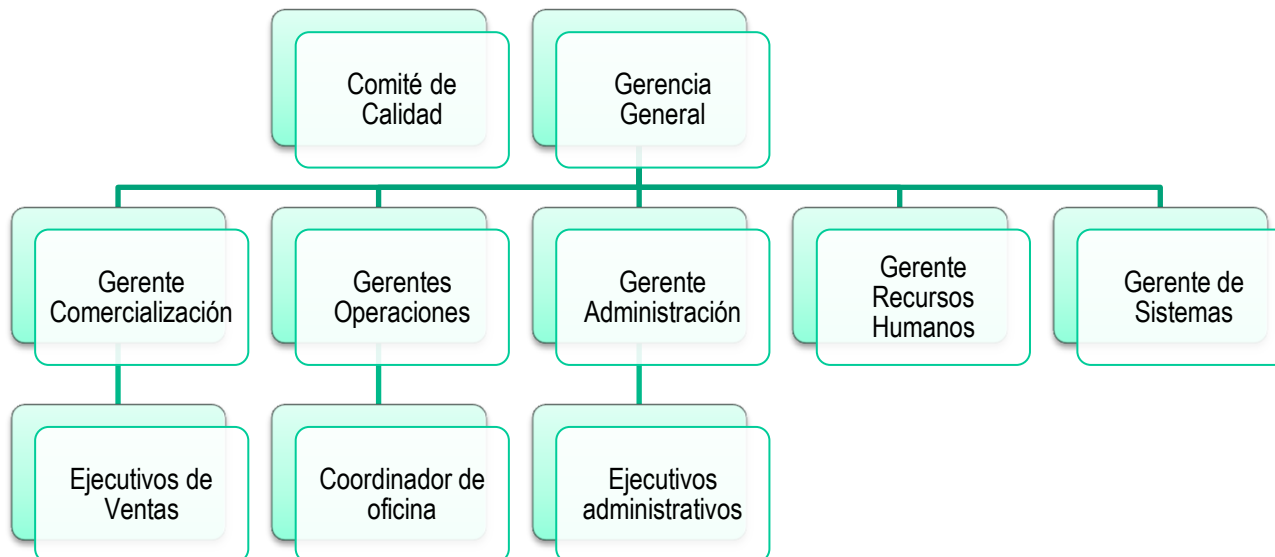 Comité de
Calidad
Gerencia
General
Gerente
Comercialización
Gerentes
Operaciones
Gerente
Administración
Gerente
Recursos
Humanos
Gerente de
Sistemas
Ejecutivos de
Ventas
Coordinador de
oficina
Ejecutivos
administrativos